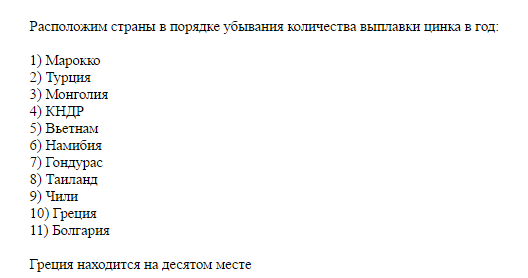 Расположим страны в порядке убывания количества выплавки цинка в год:
1) Марокко
2) Турция
3) Монголия
4) КНДР
5) Вьетнам
6) Намибия
7) Гондурас
8) Таиланд
9) Чили
10) Греция
11) Болгария
Греция находится на десятом месте